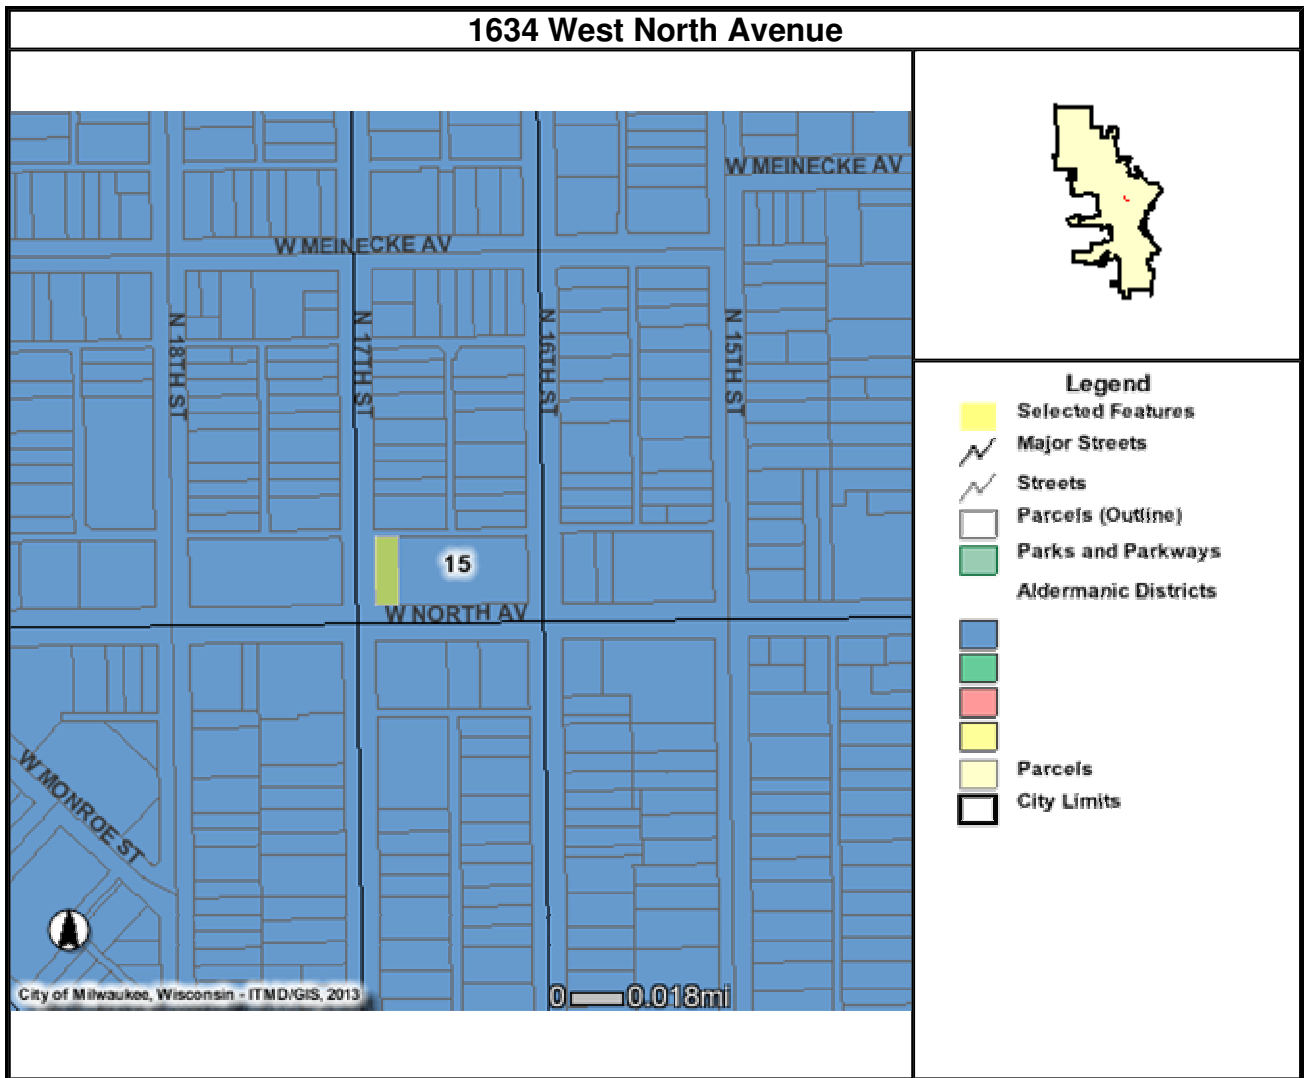 1634 West North Avenue
W MEINECKE AV
W MEINECKE AV
N 18TH ST
N 17TH ST
N 16TH ST
N 15TH ST
15
W NORTH AV
W MONROE ST
City of Milwaukee, Wisconsin - ITMD/GIS, 2013
0 0.018mi
Legend
Selected Features
Major Streets
Streets
Parcels (Outline)
Parks and Parkways
Aldermanic Districts
Parcels
City Limits